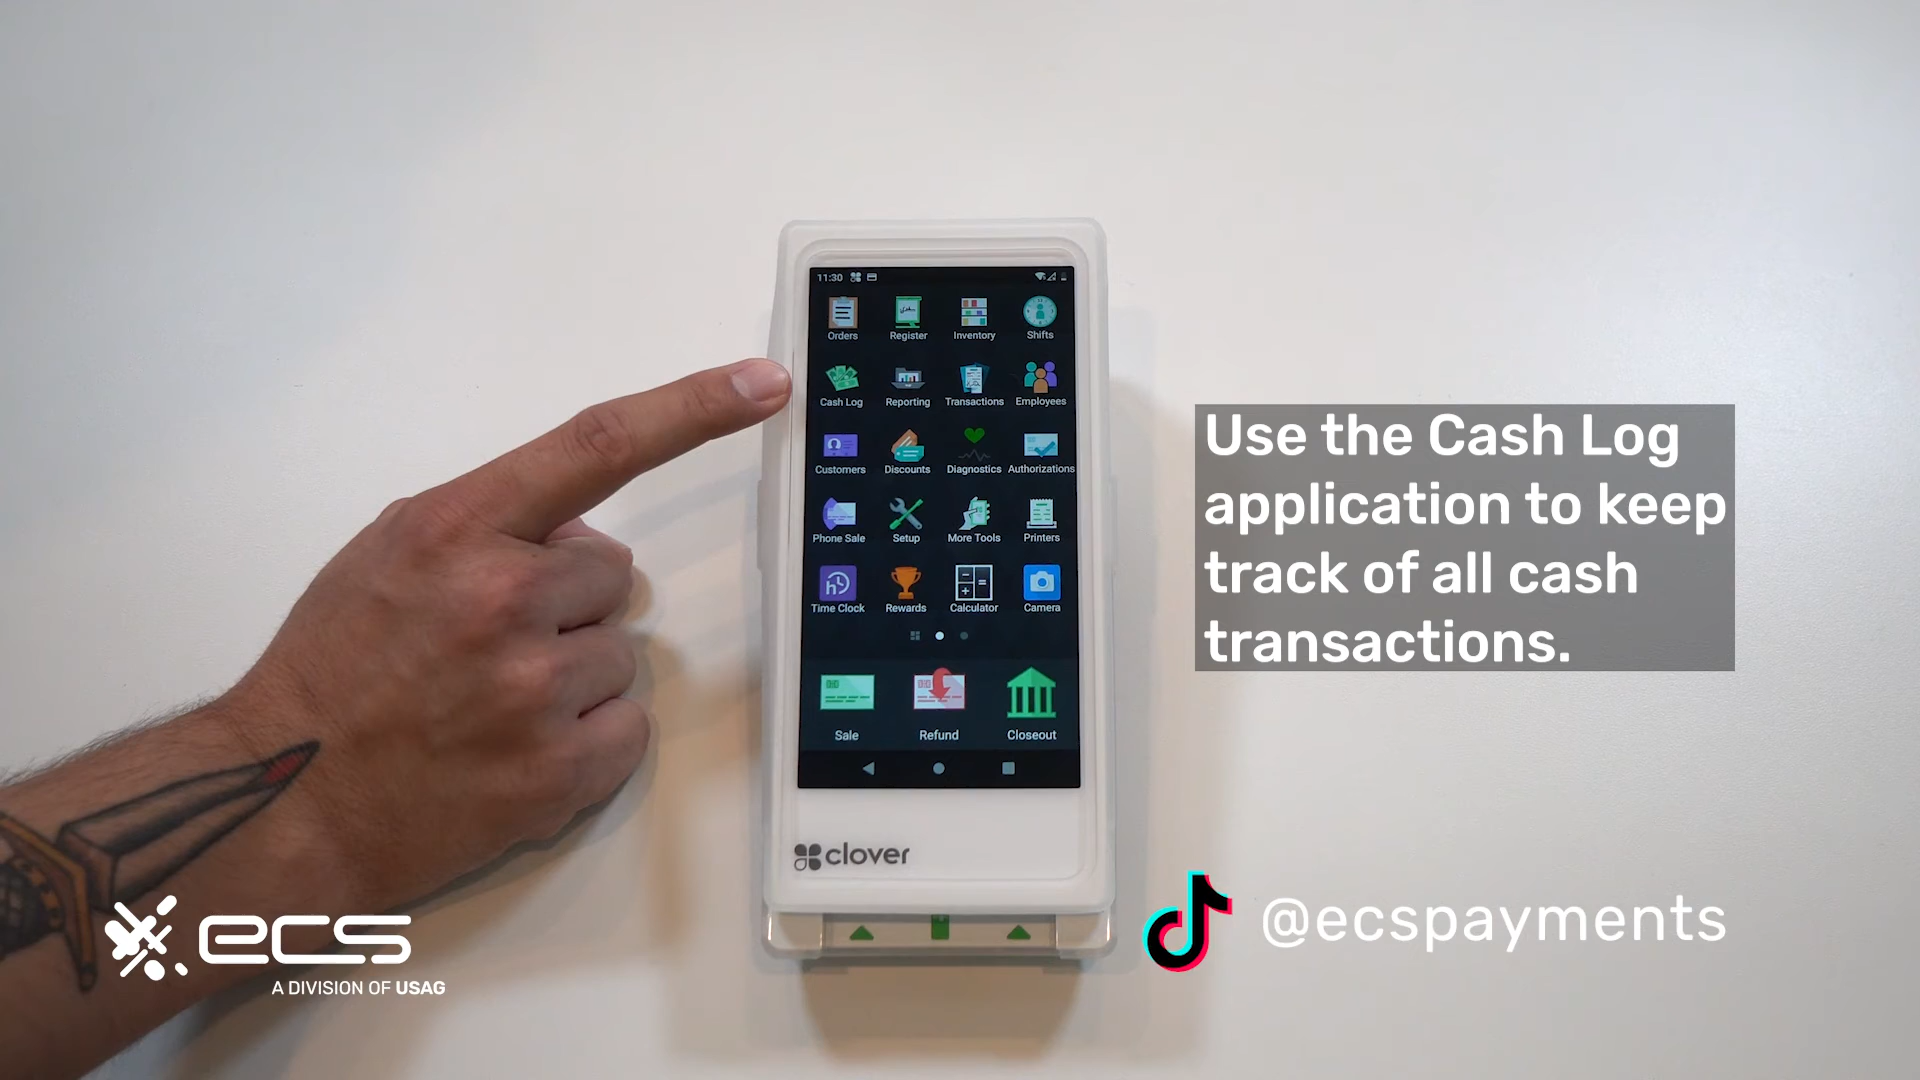 11:30
Orders Register Inventory Shifts
Cash Log Reporting Transactions Employees
Customers Discounts Diagnostics Authorizations
Phone Sale Setup More Tools Printers
Time Clock Rewards Calculator Camera
Sale Refund Closeout
clover
Use the Cash Log
application to keep
track of all cash
transactions.
ecs
A DIVISION OF USAG
@ecspayments